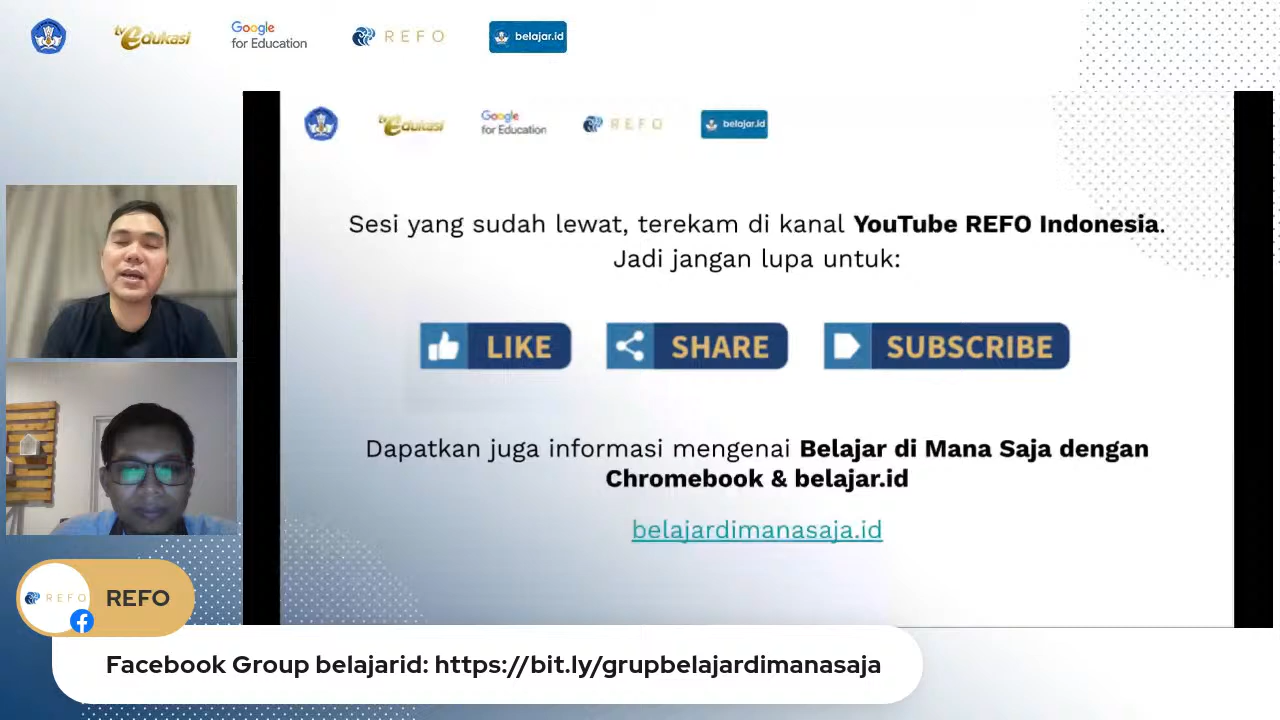 tv edukasi
Google
for Education
REFO
belajar.id
tv edukasi
Google
for Education
REFO
belajar.id
Sesi yang sudah lewat, terekam di kanal YouTube REFO Indonesia.
Jadi jangan lupa untuk:
LIKE
SHARE
SUBSCRIBE
Dapatkan juga informasi mengenai Belajar di Mana Saja dengan
Chromebook & belajar.id
belajardimanasaja.id
REFO
REFO
Facebook Group belajarid: https://bit.ly/grupbelajardimanasaja